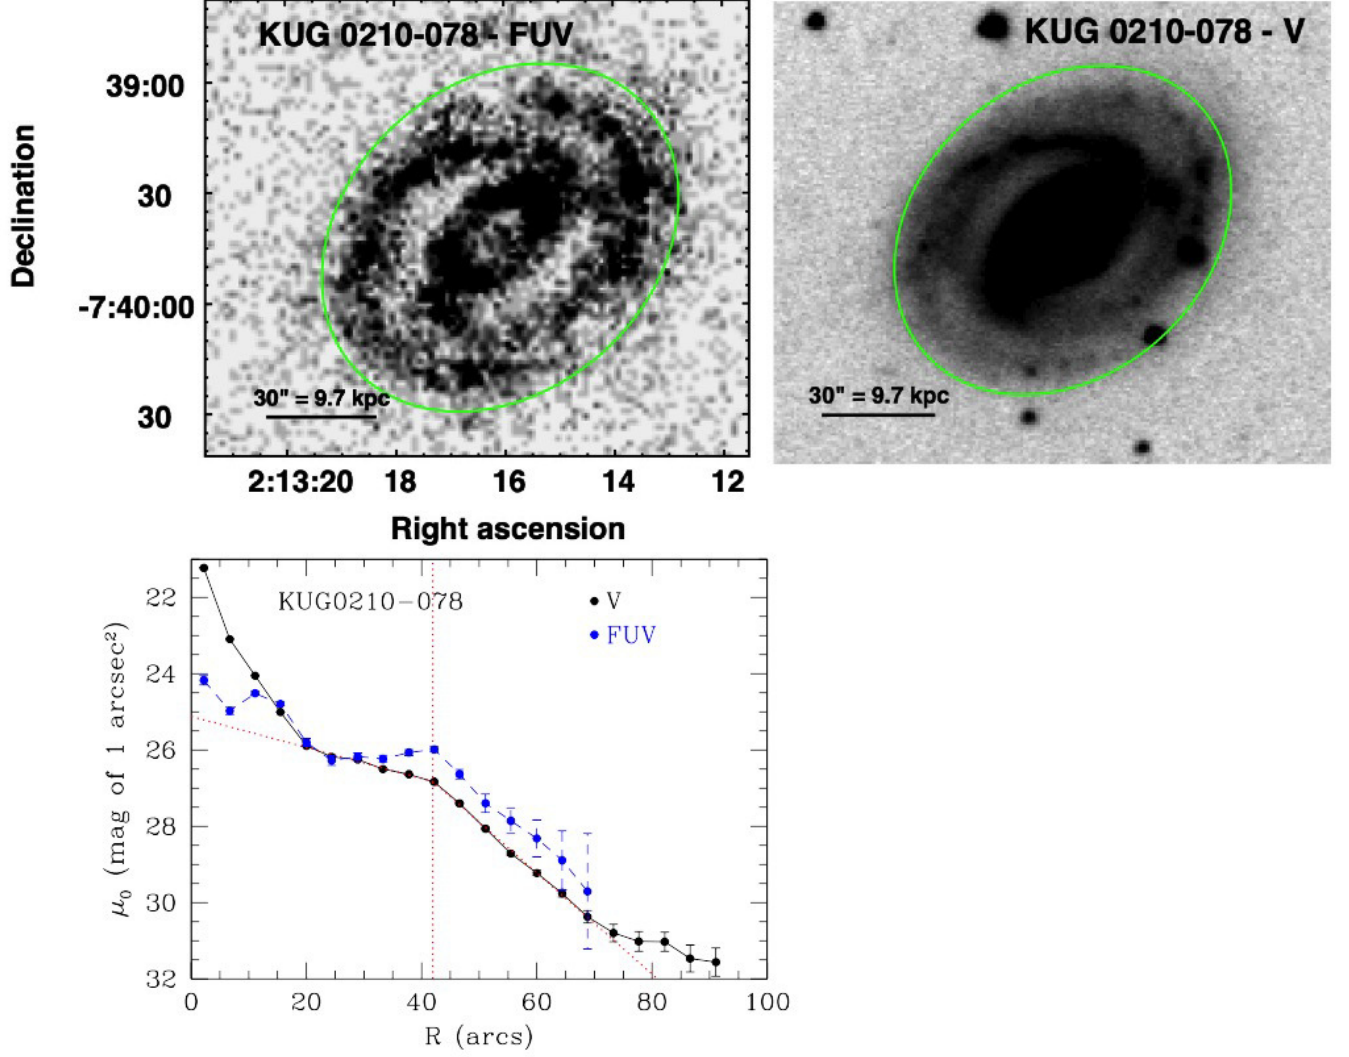 KUG 0210-078 - FUV
39:00
30
-7:40:00
30
Declination
30" = 9.7 kpc
2:13:20 18 16 14 12
Right ascension
KUG 0210-078 - V
30" = 9.7 kpc
KUG0210-078
V
FUV
22
24
26
28
30
32
μ₀ (mag of 1 arcsec²)
0 20 40 60 80 100
R (arcs)